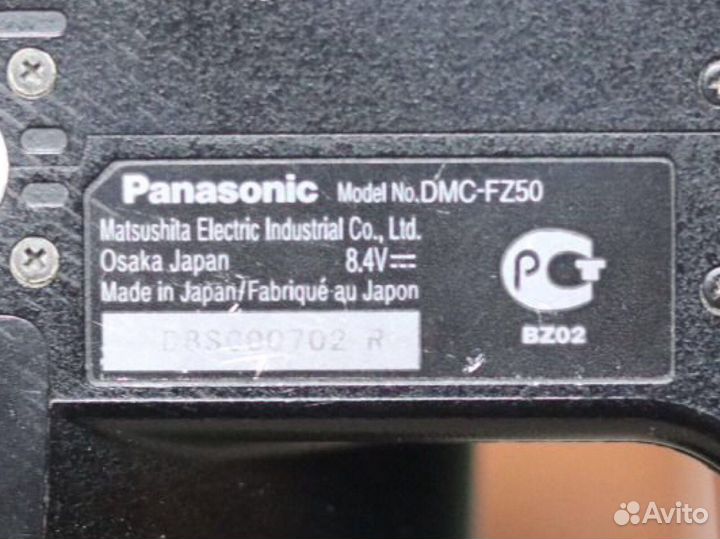 Panasonic Model No. DMC-FZ50
Matsushita Electric Industrial Co., Ltd.
Osaka Japan 8.4V
Made in Japan/Fabriqué au Japon
R
BZ02
Avito